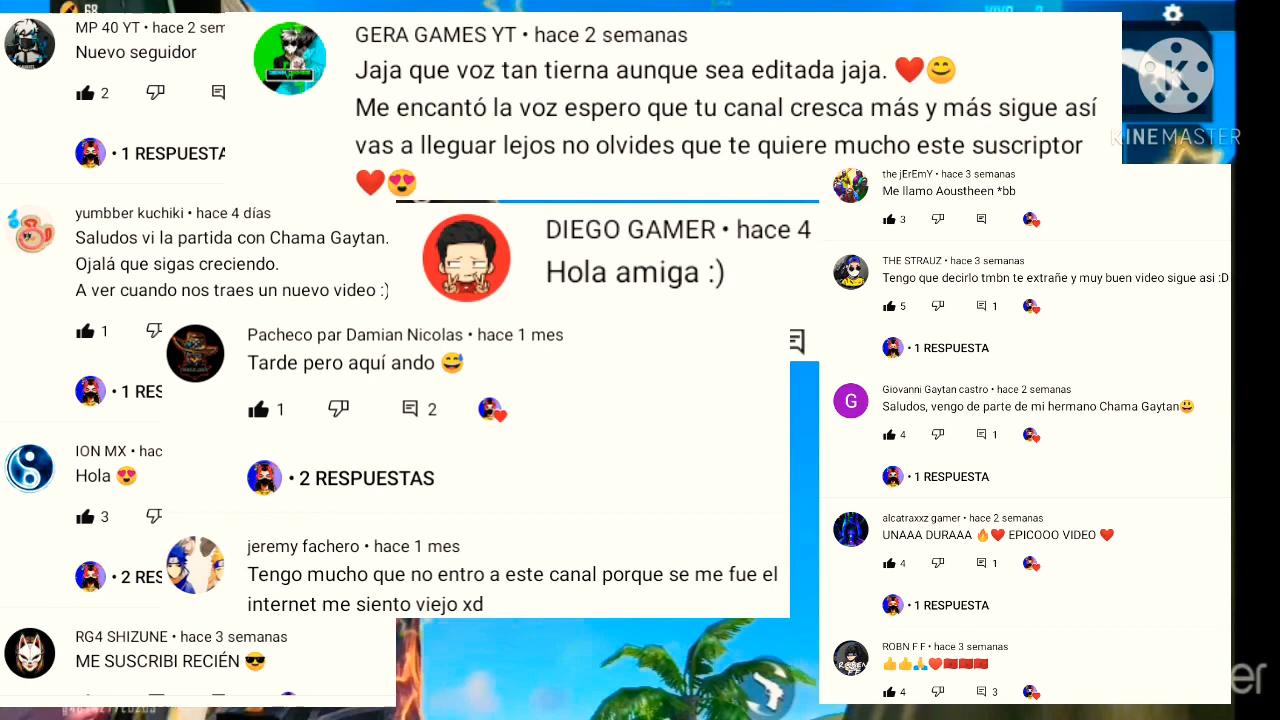 MP 40 YT • hace 2 sem
Nuevo seguidor
2
• 1 RESPUESTA
yumbber kuchiki • hace 4 días
Saludos vi la partida con Chama Gaytan.
Ojalá que sigas creciendo.
A ver cuando nos traes un nuevo video :)
1
• 1 RES
ION MX • hac
Hola 😍
3
• 2 RES
RG4 SHIZUNE • hace 3 semanas
ME SUSCRIBI RECIÉN 😎
GERA GAMES YT • hace 2 semanas
Jaja que voz tan tierna aunque sea editada jaja. ❤️😊
Me encantó la voz espero que tu canal cresca más y más sigue así
vas a lleguar lejos no olvides que te quiere mucho este suscriptor
❤️😍
DIEGO GAMER • hace 4
Hola amiga :)
Pacheco par Damian Nicolas • hace 1 mes
Tarde pero aquí ando 😅
1 2
• 2 RESPUESTAS
jeremy fachero • hace 1 mes
Tengo mucho que no entro a este canal porque se me fue el
internet me siento viejo xd
KINEMASTER
the jErEmY • hace 3 semanas
Me llamo Aoustheen *bb
3
THE STRAUZ • hace 3 semanas
Tengo que decirlo tmbn te extrañe y muy buen video sigue asi :D
5 1
• 1 RESPUESTA
G
Giovanni Gaytan castro • hace 2 semanas
Saludos, vengo de parte de mi hermano Chama Gaytan😃
4 1
• 1 RESPUESTA
alcatraxxz gamer • hace 2 semanas
UNAAA DURAAA 🔥❤️ EPICOOO VIDEO ❤️
4 1
• 1 RESPUESTA
ROBN F F • hace 3 semanas
👍👍🙏❤️🇲🇦🇲🇦🇲🇦
4 3